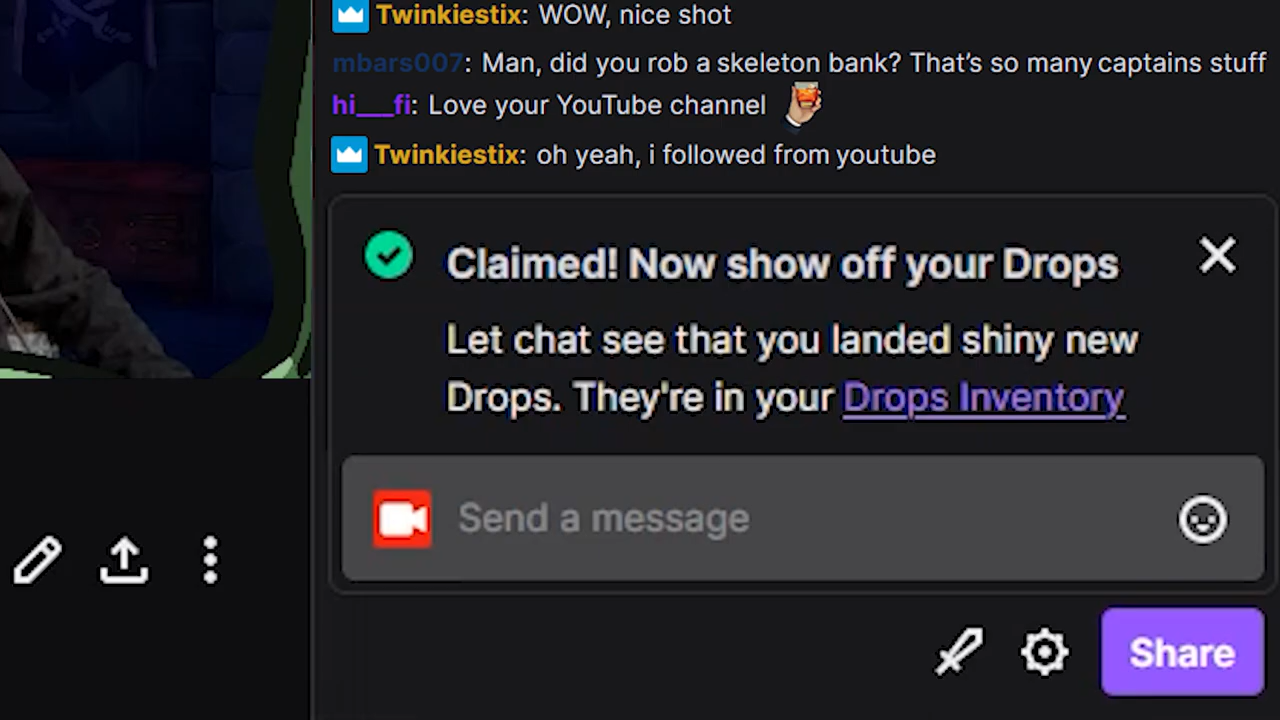 Twinkiestix: WOW, nice shot
mbars007: Man, did you rob a skeleton bank? That’s so many captains stuff
hi___fi: Love your YouTube channel
Twinkiestix: oh yeah, i followed from youtube
Claimed! Now show off your Drops
Let chat see that you landed shiny new
Drops. They're in your Drops Inventory
Send a message
Share